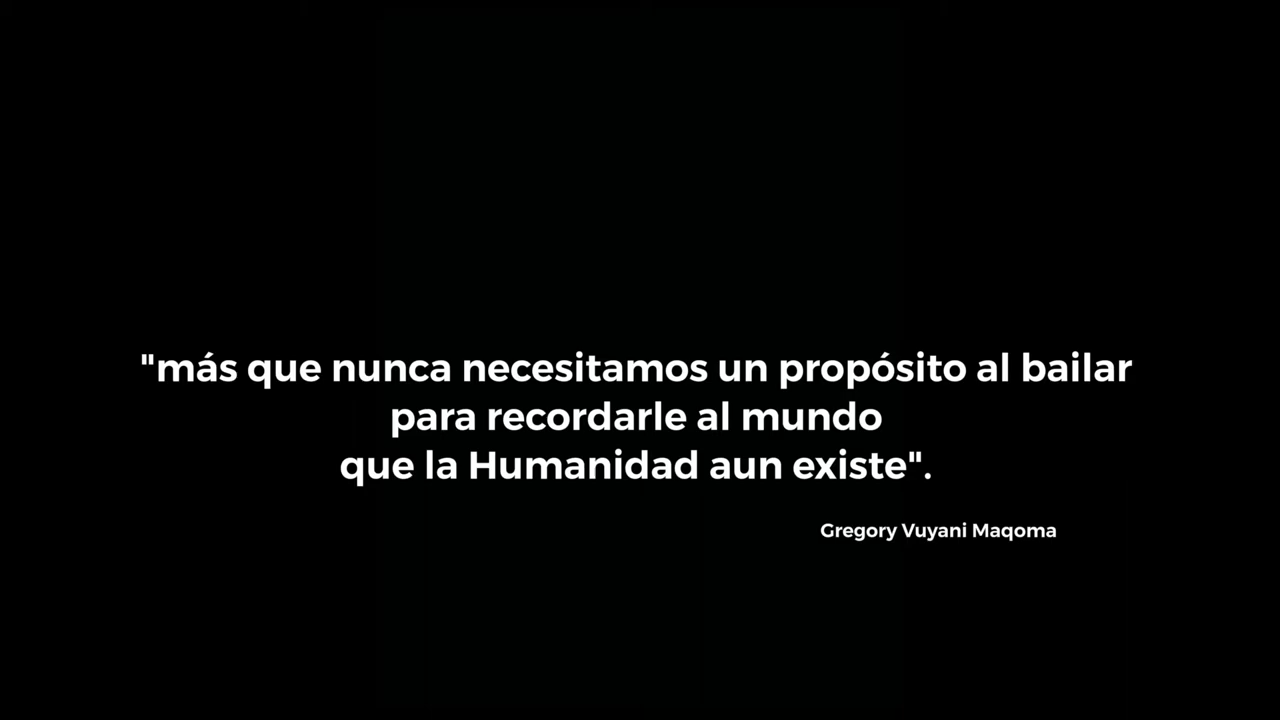 "más que nunca necesitamos un propósito al bailar
para recordarle al mundo
que la Humanidad aun existe".
Gregory Vuyani Maqoma